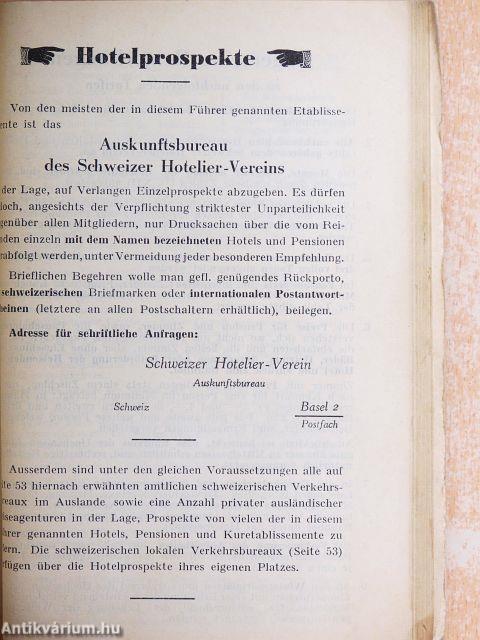 Hotelprospekte
Von den meisten der in diesem Führer genannten Etablisse-
ente ist das
Auskunftsbureau
des Schweizer Hotelier-Vereins
der Lage, auf Verlangen Einzelprospekte abzugeben. Es dürfen
loch, angesichts der Verpflichtung striktester Unparteilichkeit
genüber allen Mitgliedern, nur Drucksachen über die vom Rei-
nden einzeln mit dem Namen bezeichneten Hotels und Pensionen
rabfolgt werden, unter Vermeidung jeder besonderen Empfehlung.
Brieflichen Begehren wolle man gefl. genügendes Rückporto,
schweizerischen Briefmarken oder internationalen Postantwort-
heinen (letztere an allen Postschaltern erhältlich), beilegen.
Adresse für schriftliche Anfragen:
Schweizer Hotelier-Verein
Auskunftsbureau
Schweiz Basel 2
Postfach
Ausserdem sind unter den gleichen Voraussetzungen alle auf
ite 53 hiernach erwähnten amtlichen schweizerischen Verkehrs-
reaux im Auslande sowie eine Anzahl privater ausländischer
iseagenturen in der Lage, Prospekte von vielen der in diesem
hrer genannten Hotels, Pensionen und Kuretablissemente zu
fern. Die schweizerischen lokalen Verkehrsbureaux (Seite 53)
rfügen über die Hotelprospekte ihres eigenen Platzes.
Antikvárium.hu